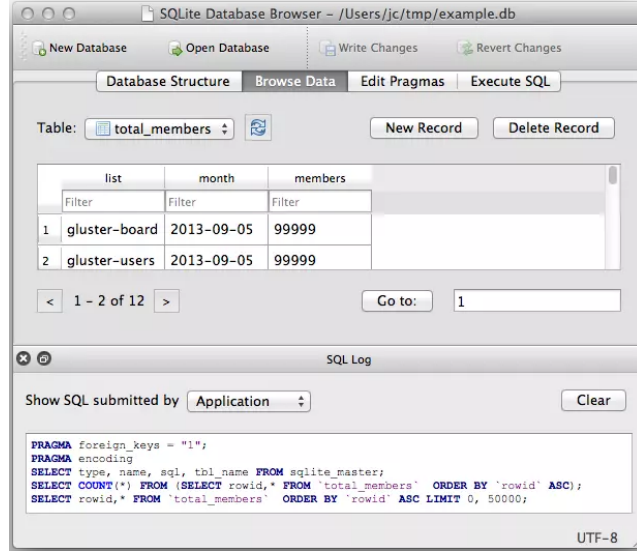 SQLite Database Browser – /Users/jc/tmp/example.db
New Database Open Database Write Changes Revert Changes
Database Structure Browse Data Edit Pragmas Execute SQL
Table: total_members New Record Delete Record
list month members
Filter Filter Filter
1 gluster-board 2013-09-05 99999
2 gluster-users 2013-09-05 99999
< 1 - 2 of 12 > Go to: 1
SQL Log
Show SQL submitted by Application Clear
PRAGMA foreign_keys = "1";
PRAGMA encoding
SELECT type, name, sql, tbl_name FROM sqlite_master;
SELECT COUNT(*) FROM (SELECT rowid,* FROM `total_members` ORDER BY `rowid` ASC);
SELECT rowid,* FROM `total_members` ORDER BY `rowid` ASC LIMIT 0, 50000;
UTF-8